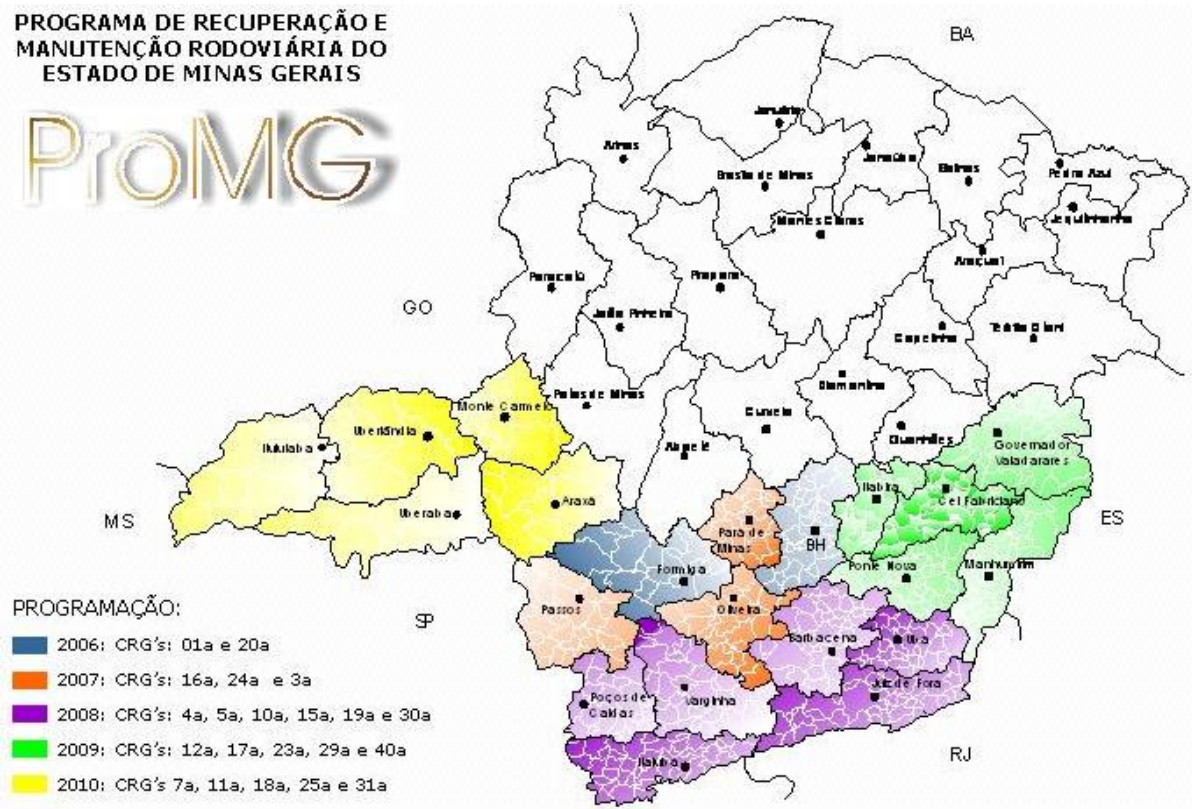 PROGRAMA DE RECUPERAÇÃO E
MANUTENÇÃO RODOVIÁRIA DO
ESTADO DE MINAS GERAIS
ProMG
BA
Arinos
Brasília de Minas
Montes Claros
Pedra Azul
Jequitinhonha
Araçuaí
GO
Paracatu
Pirapora
João Pinheiro
Capelinha
Teófilo Otoni
Diamantina
Patos de Minas
Monte Carmelo
Curvelo
Guanhães
Uberlândia
Ituiutaba
Abaeté
Governador
Valadarares
Itabira
Cel Fabriciano
Araxá
Uberaba
MS
ES
Pará de
Minas
BH
Formiga
Ponte Nova
Passos
Oliveira
SP
Barbacena
Ubá
Juiz de Fora
Poços de
Caldas
Varginha
Itajubá
RJ
PROGRAMAÇÃO:
2006: CRG's: 01a e 20a
2007: CRG's: 16a, 24a e 3a
2008: CRG's: 4a, 5a, 10a, 15a, 19a e 30a
2009: CRG's: 12a, 17a, 23a, 29a e 40a
2010: CRG's 7a, 11a, 18a, 25a e 31a